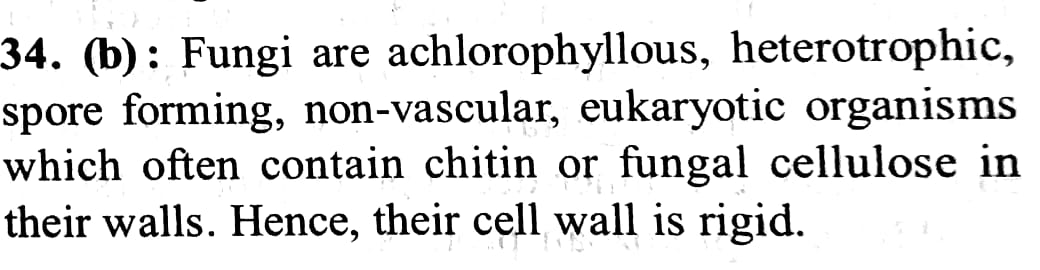 34. (b) : Fungi are achlorophyllous, heterotrophic,
spore forming, non-vascular, eukaryotic organisms
which often contain chitin or fungal cellulose in
their walls. Hence, their cell wall is rigid.